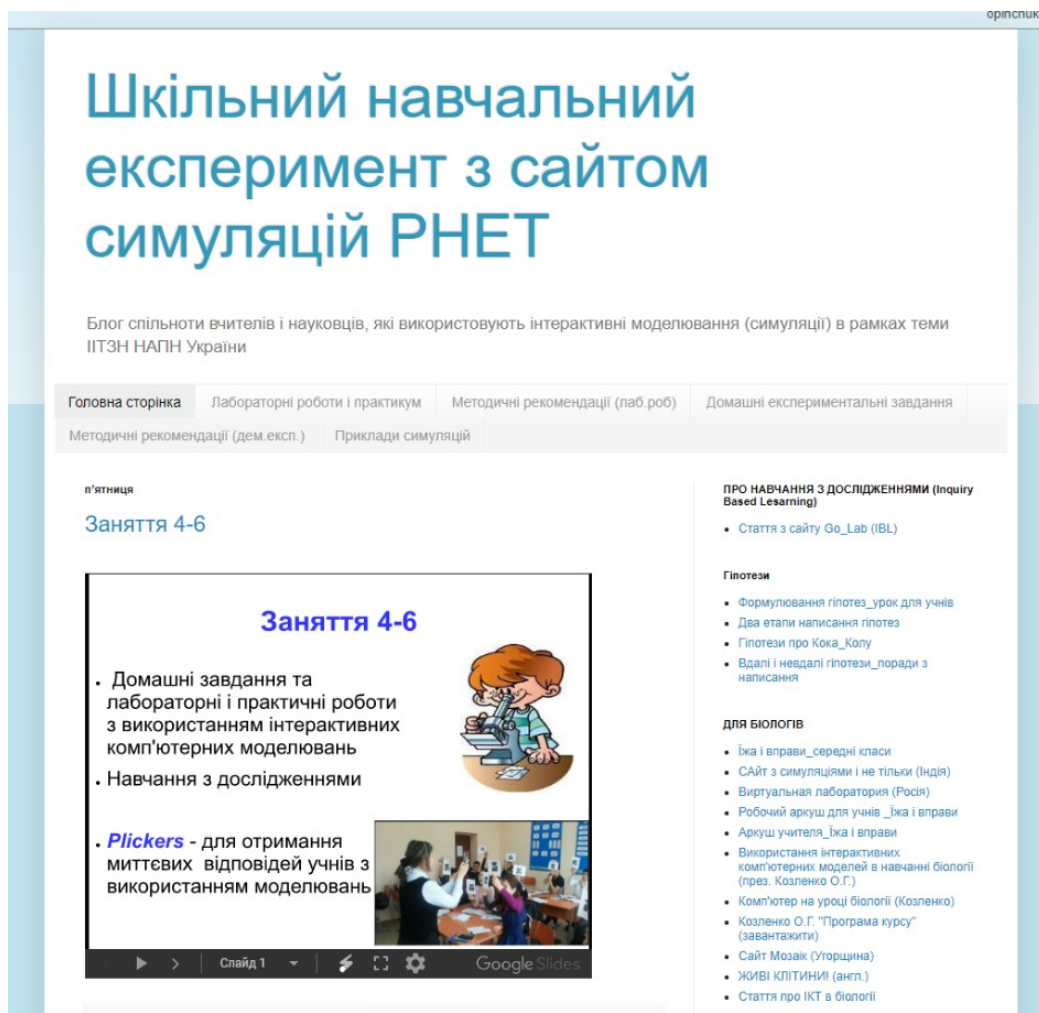 opinchuk
Шкільний навчальний
експеримент з сайтом
симуляцій PHET
Блог спільноти вчителів і науковців, які використовують інтерактивні моделювання (симуляції) в рамках теми
ІІТЗН НАПН України
Головна сторінка
Лабораторні роботи і практикум
Методичні рекомендації (лаб.роб)
Домашні експериментальні завдання
Методичні рекомендації (дем.експ.)
Приклади симуляцій
п'ятниця
Заняття 4-6
Заняття 4-6
• Домашні завдання та
лабораторні і практичні роботи
з використанням інтерактивних
комп'ютерних моделювань
• Навчання з дослідженнями
• Plickers - для отримання
миттєвих відповідей учнів з
використанням моделювань
Слайд 1
Google Slides
ПРО НАВЧАННЯ З ДОСЛІДЖЕННЯМИ (Inquiry
Based Lesarning)
• Стаття з сайту Go_Lab (IBL)
Гіпотези
• Формулювання гіпотез_урок для учнів
• Два етапи написання гіпотез
• Гіпотези про Кока_Колу
• Вдалі і невдалі гіпотези_поради з
написання
ДЛЯ БІОЛОГІВ
• Їжа і вправи_середні класи
• САйт з симуляціями і не тільки (Індія)
• Виртуальная лаборатория (Росія)
• Робочий аркуш для учнів _Їжа і вправи
• Аркуш учителя_Їжа і вправи
• Використання інтерактивних
комп'ютерних моделей в навчанні біології
(през. Козленко О.Г.)
• Комп'ютер на уроці біології (Козленко)
• Козленко О.Г. "Програма курсу"
(завантажити)
• Сайт Мозаік (Угорщина)
• ЖИВІ КЛІТИНИ! (англ.)
• Стаття про ІКТ в біології